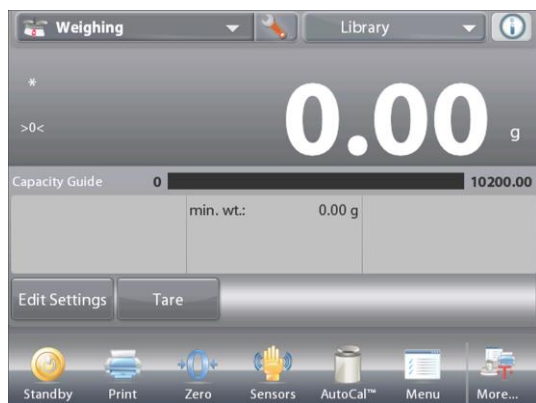 Weighing Library
*
>0<
0.00 g
Capacity Guide 0 10200.00
min. wt.: 0.00 g
Edit Settings Tare
Standby Print Zero Sensors AutoCal™ Menu More...